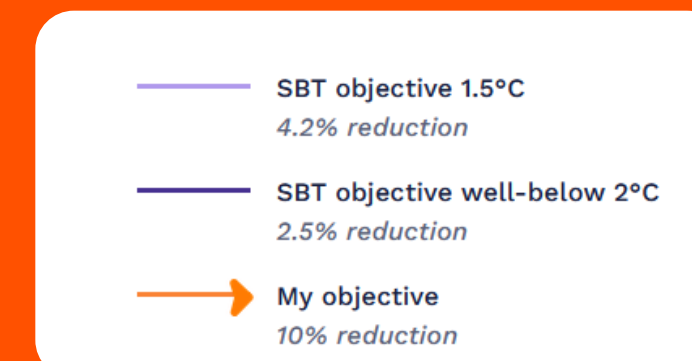 SBT objective 1.5°C
4.2% reduction
SBT objective well-below 2°C
2.5% reduction
My objective
10% reduction